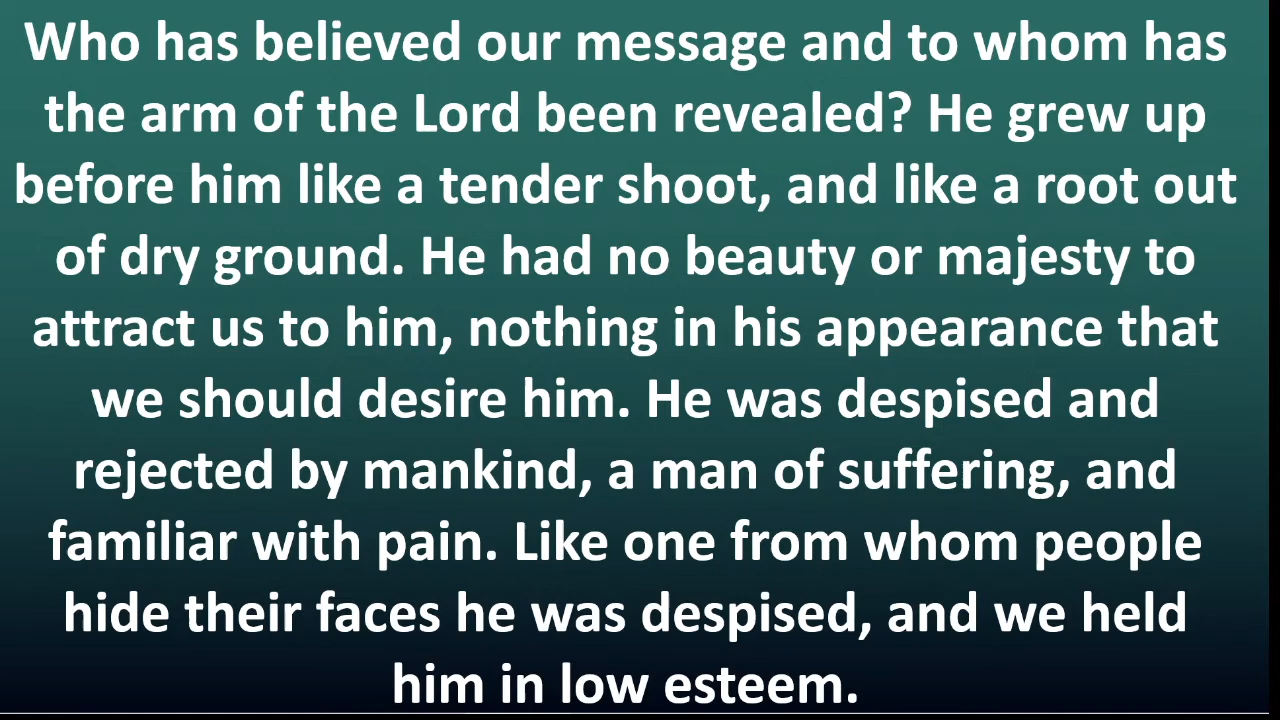 Who has believed our message and to whom has
the arm of the Lord been revealed? He grew up
before him like a tender shoot, and like a root out
of dry ground. He had no beauty or majesty to
attract us to him, nothing in his appearance that
we should desire him. He was despised and
rejected by mankind, a man of suffering, and
familiar with pain. Like one from whom people
hide their faces he was despised, and we held
him in low esteem.